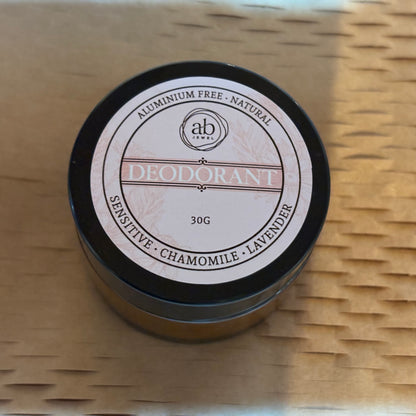 ALUMINIUM FREE • NATURAL
ab
JEWEL
DEODORANT
30G
SENSITIVE • CHAMOMILE • LAVENDER